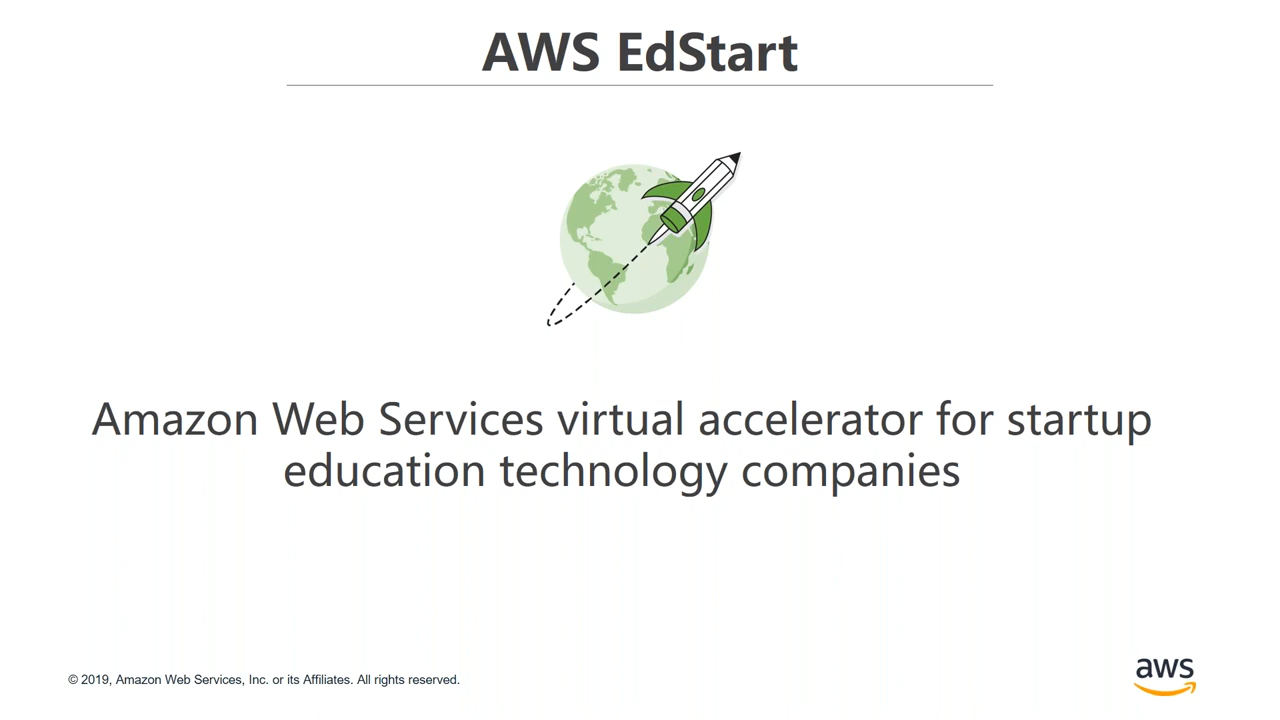 AWS EdStart
Amazon Web Services virtual accelerator for startup
education technology companies
© 2019, Amazon Web Services, Inc. or its Affiliates. All rights reserved.
aws